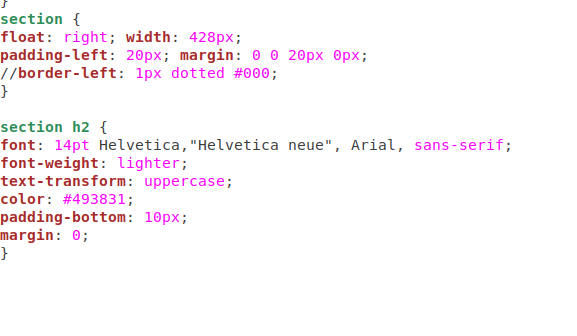 }
section {
float: right; width: 428px;
padding-left: 20px; margin: 0 0 20px 0px;
//border-left: 1px dotted #000;
}
section h2 {
font: 14pt Helvetica,"Helvetica neue", Arial, sans-serif;
font-weight: lighter;
text-transform: uppercase;
color: #493831;
padding-bottom: 10px;
margin: 0;
}